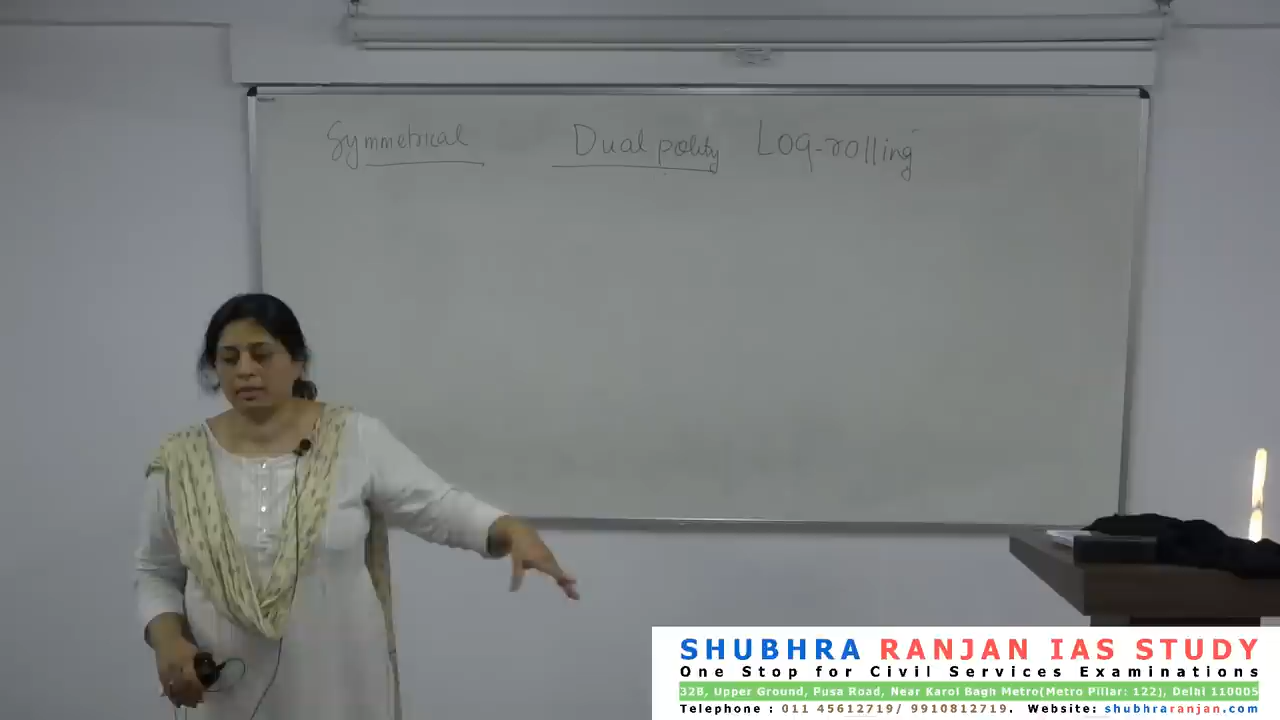 Symmetrical Dual polity Log-rolling
SHUBHRA RANJAN IAS STUDY
One Stop for Civil Services Examinations
32B, Upper Ground, Pusa Road, Near Karol Bagh Metro(Metro Pillar: 122), Delhi 110005
Telephone : 011 45612719/ 9910812719. Website: shubhraranjan.com